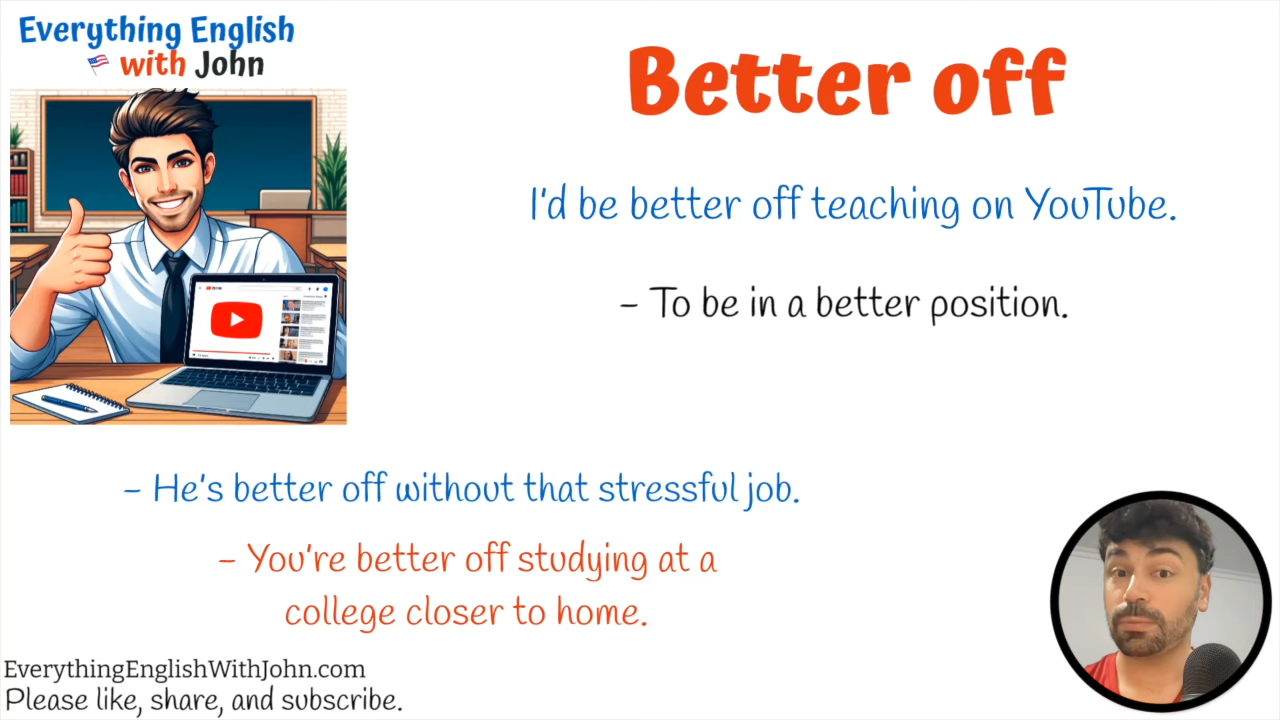 Everything English
with John
Better off
I'd be better off teaching on YouTube.
- To be in a better position.
- He's better off without that stressful job.
- You're better off studying at a
college closer to home.
EverythingEnglishWithJohn.com
Please like, share, and subscribe.